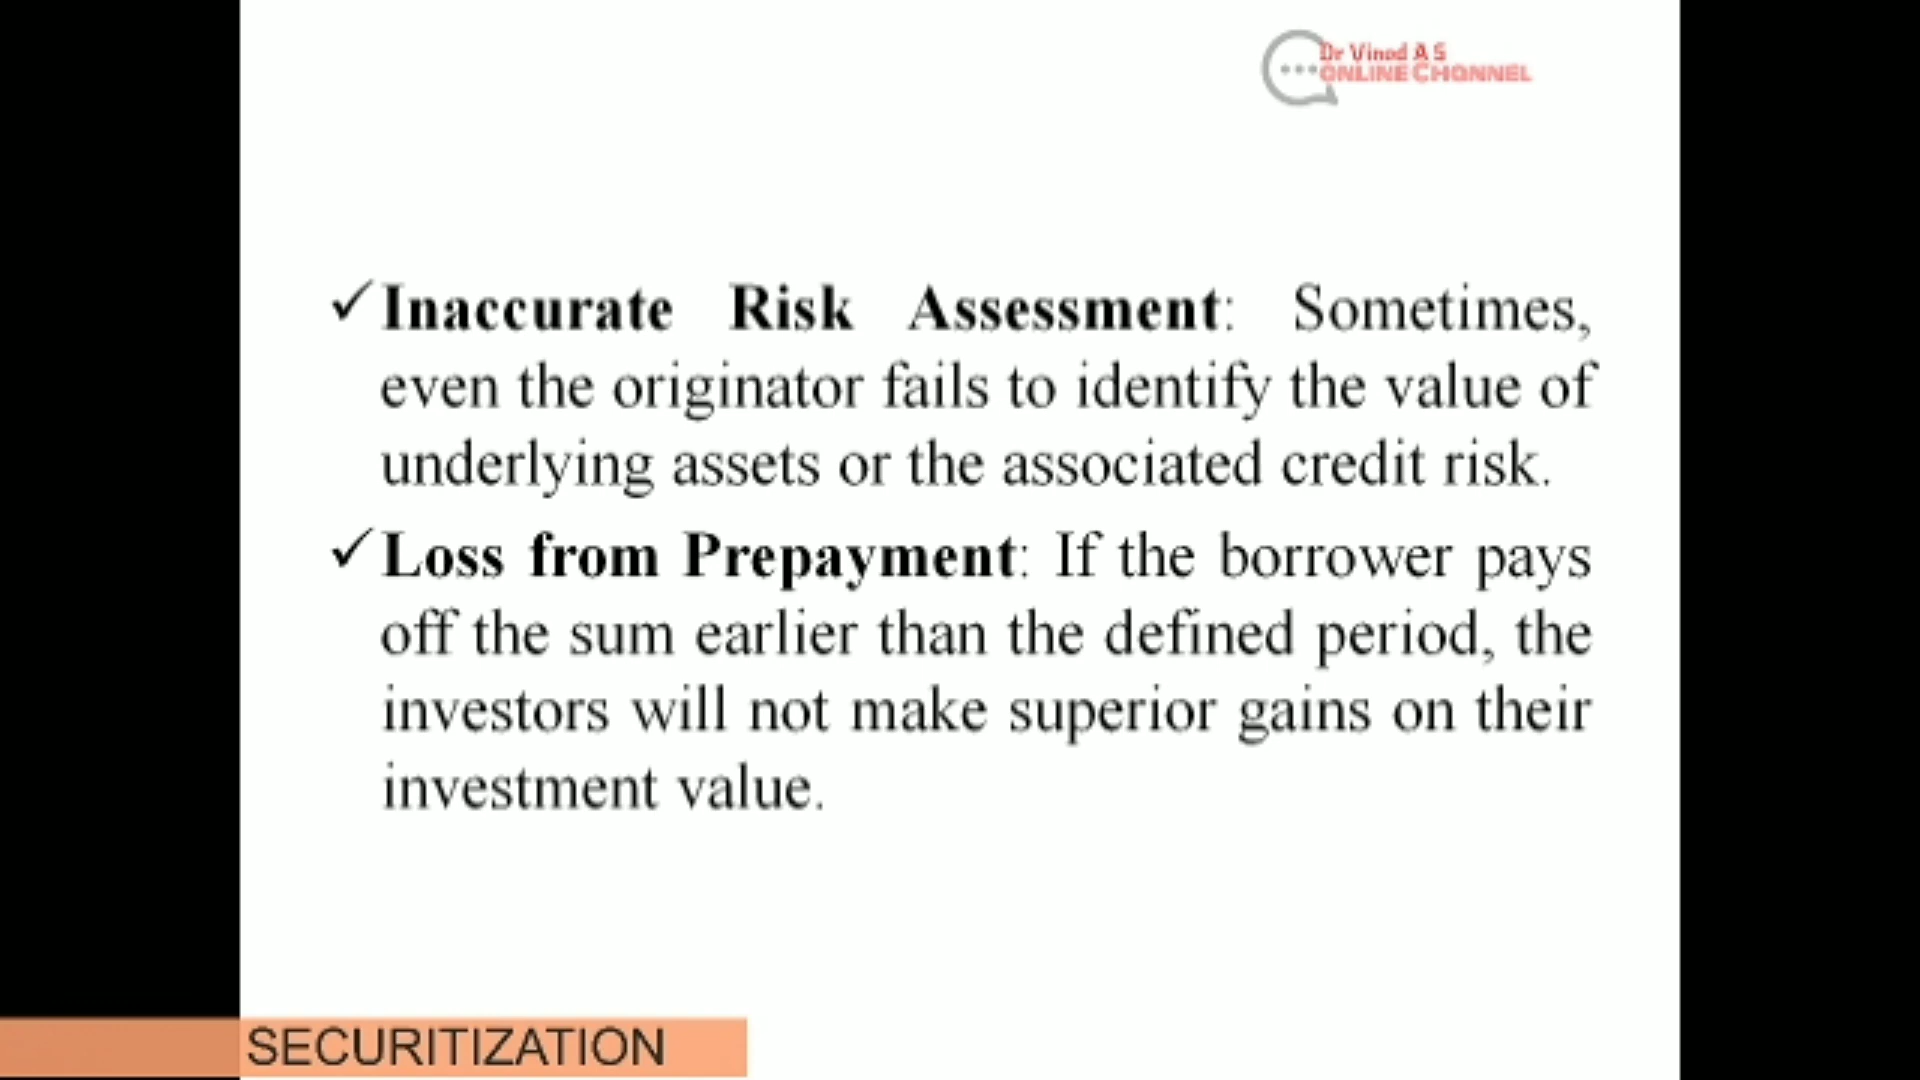 Dr Vinod A S
ONLINE CHANNEL
✓Inaccurate Risk Assessment: Sometimes,
even the originator fails to identify the value of
underlying assets or the associated credit risk.
✓Loss from Prepayment: If the borrower pays
off the sum earlier than the defined period, the
investors will not make superior gains on their
investment value.
SECURITIZATION